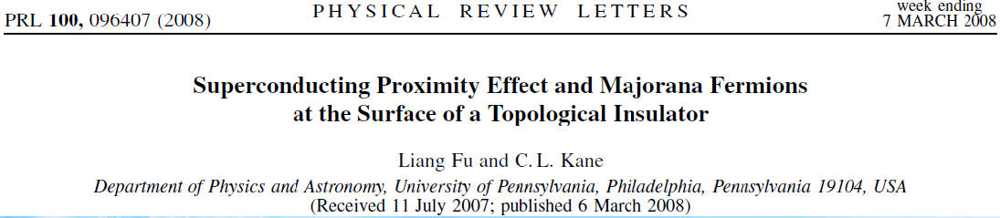 PRL 100, 096407 (2008)
PHYSICAL REVIEW LETTERS
week ending
7 MARCH 2008
Superconducting Proximity Effect and Majorana Fermions
at the Surface of a Topological Insulator
Liang Fu and C. L. Kane
Department of Physics and Astronomy, University of Pennsylvania, Philadelphia, Pennsylvania 19104, USA
(Received 11 July 2007; published 6 March 2008)